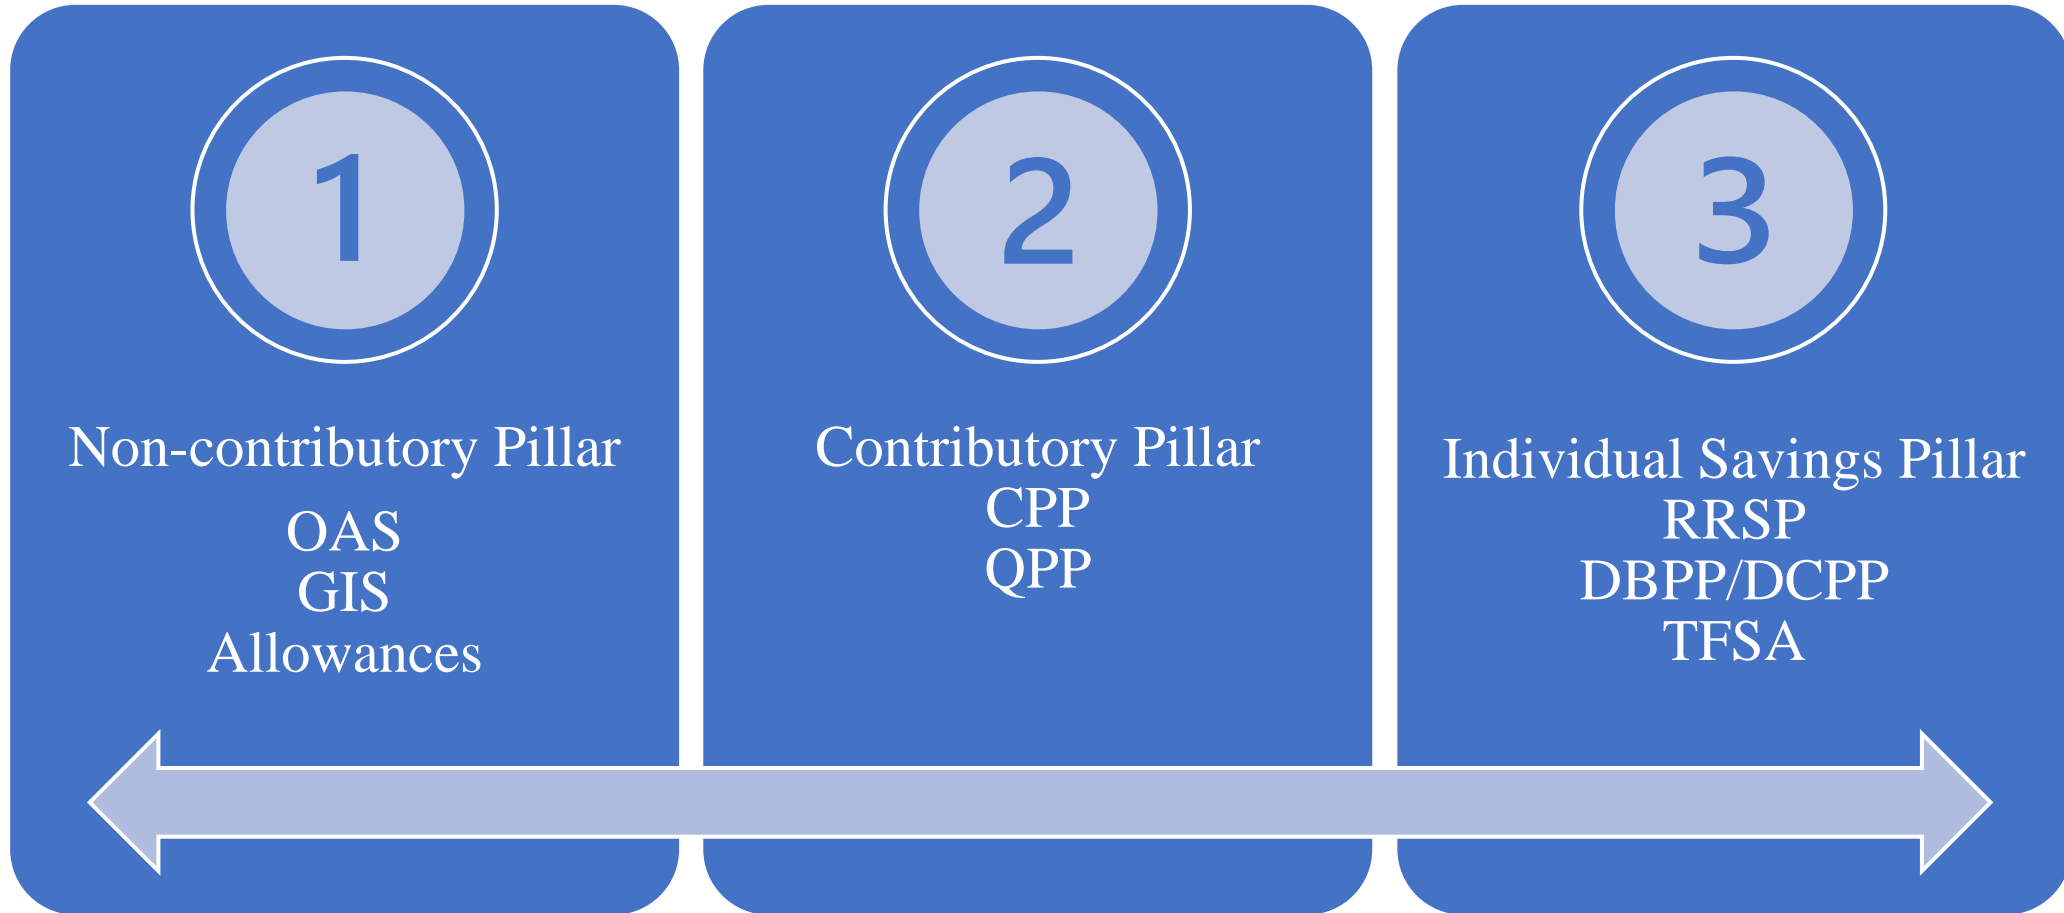 1
Non-contributory Pillar
OAS
GIS
Allowances
2
Contributory Pillar
CPP
QPP
3
Individual Savings Pillar
RRSP
DBPP/DCPP
TFSA